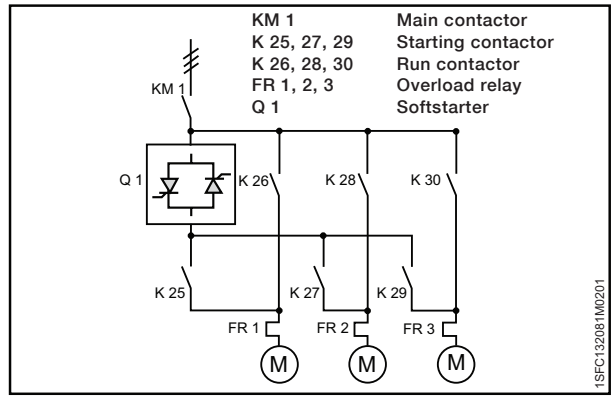 KM 1 Main contactor
K 25, 27, 29 Starting contactor
K 26, 28, 30 Run contactor
FR 1, 2, 3 Overload relay
Q 1 Softstarter
KM 1
Q 1
K 26
K 28
K 30
K 25
K 27
K 29
FR 1
FR 2
FR 3
M
M
M
1SFC132081M0201